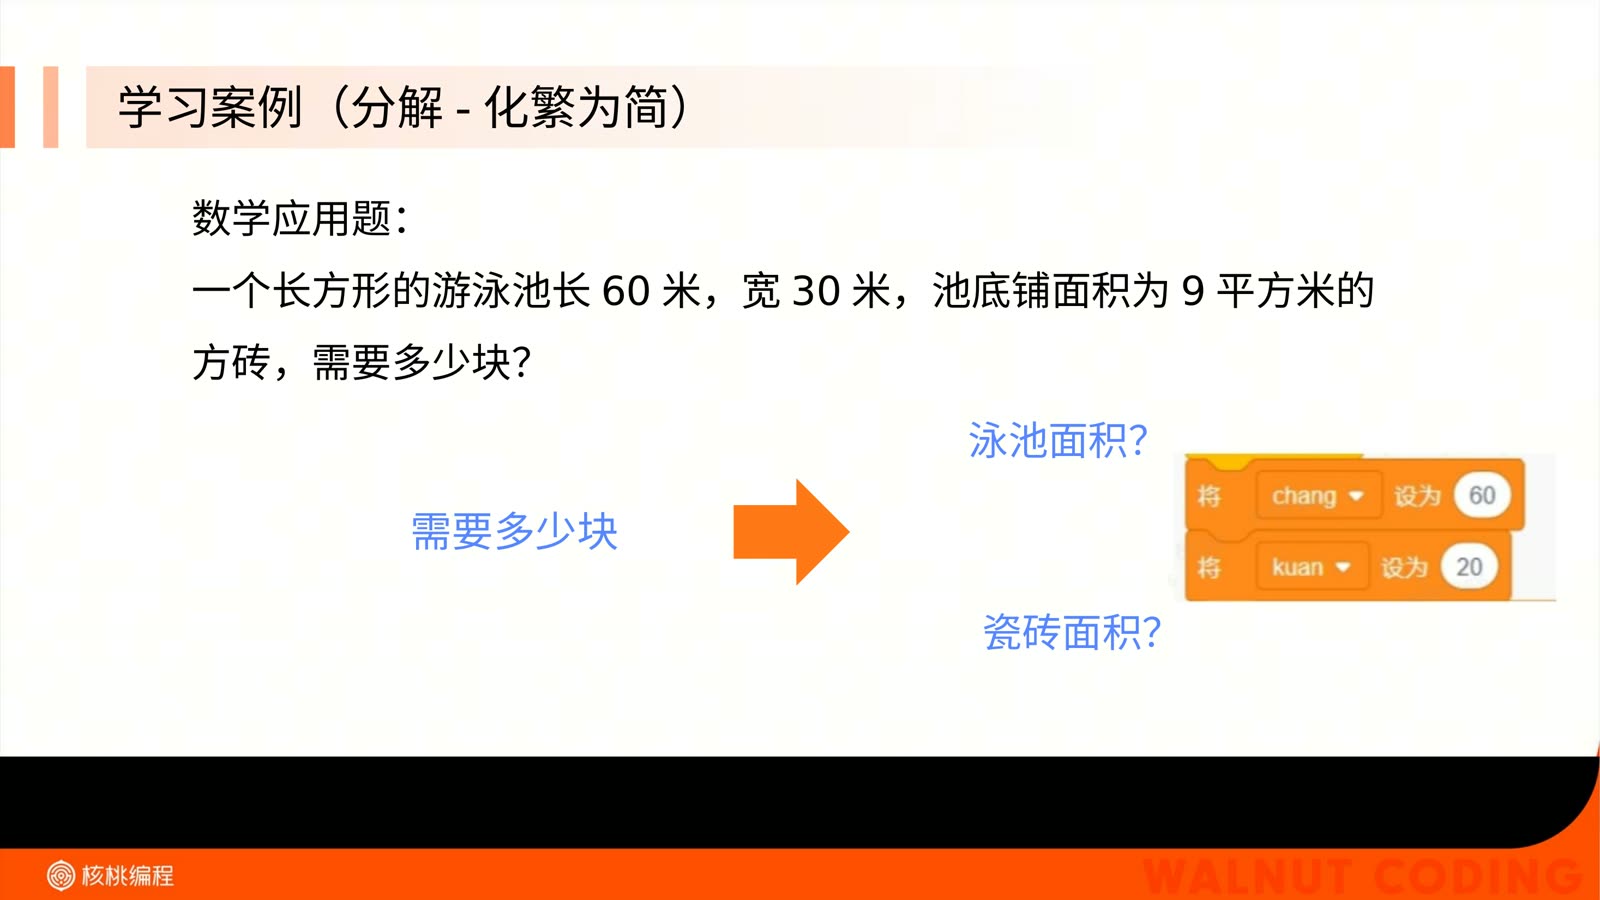 学习案例（分解 - 化繁为简）
数学应用题：
一个长方形的游泳池长 60 米，宽 30 米，池底铺面积为 9 平方米的
方砖，需要多少块？
泳池面积？
将 chang 设为 60
需要多少块
将 kuan 设为 20
瓷砖面积？
核桃编程
WALNUT CODING